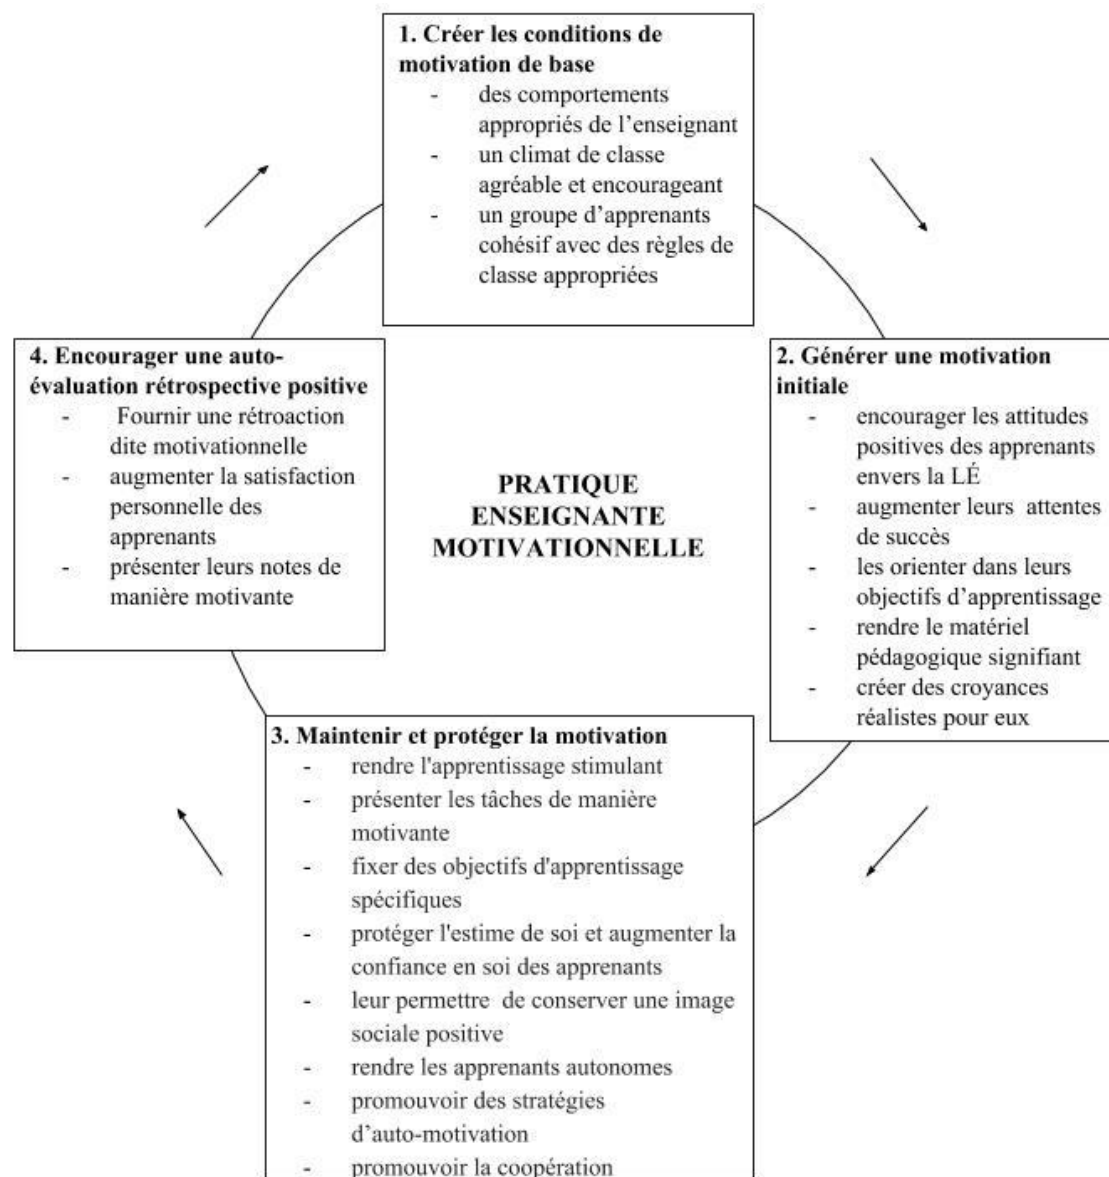 1. Créer les conditions de
motivation de base
- des comportements
appropriés de l’enseignant
- un climat de classe
agréable et encourageant
- un groupe d’apprenants
cohésif avec des règles de
classe appropriées
2. Générer une motivation
initiale
- encourager les attitudes
positives des apprenants
envers la LÉ
- augmenter leurs attentes
de succès
- les orienter dans leurs
objectifs d’apprentissage
- rendre le matériel
pédagogique signifiant
- créer des croyances
réalistes pour eux
3. Maintenir et protéger la motivation
- rendre l'apprentissage stimulant
- présenter les tâches de manière
motivante
- fixer des objectifs d'apprentissage
spécifiques
- protéger l'estime de soi et augmenter la
confiance en soi des apprenants
- leur permettre de conserver une image
sociale positive
- rendre les apprenants autonomes
- promouvoir des stratégies
d’auto-motivation
- promouvoir la coopération
4. Encourager une auto-
évaluation rétrospective positive
- Fournir une rétroaction
dite motivationnelle
- augmenter la satisfaction
personnelle des
apprenants
- présenter leurs notes de
manière motivante
PRATIQUE
ENSEIGNANTE
MOTIVATIONNELLE